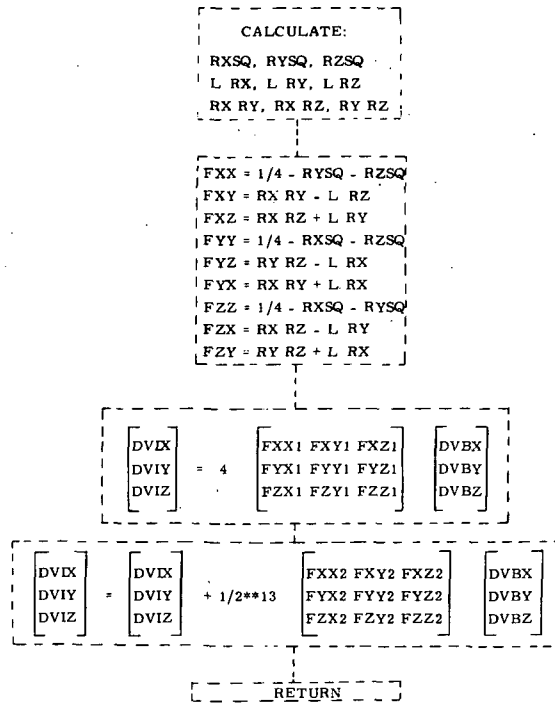 CALCULATE:
RXSQ, RYSQ, RZSQ
L RX, L RY, L RZ
RX RY, RX RZ, RY RZ
FXX = 1/4 - RYSQ - RZSQ
FXY = RX RY - L RZ
FXZ = RX RZ + L RY
FYY = 1/4 - RXSQ - RZSQ
FYZ = RY RZ - L RX
FYX = RX RY + L RX
FZZ = 1/4 - RXSQ - RYSQ
FZX = RX RZ - L RY
FZY = RY RZ + L RX
DVIX FXX1 FXY1 FXZ1 DVBX
DVIY = 4 FYX1 FYY1 FYZ1 DVBY
DVIZ FZX1 FZY1 FZZ1 DVBZ
DVIX DVIX FXX2 FXY2 FXZ2 DVBX
DVIY = DVIY + 1/2**13 FYX2 FYY2 FYZ2 DVBY
DVIZ DVIZ FZX2 FZY2 FZZ2 DVBZ
RETURN